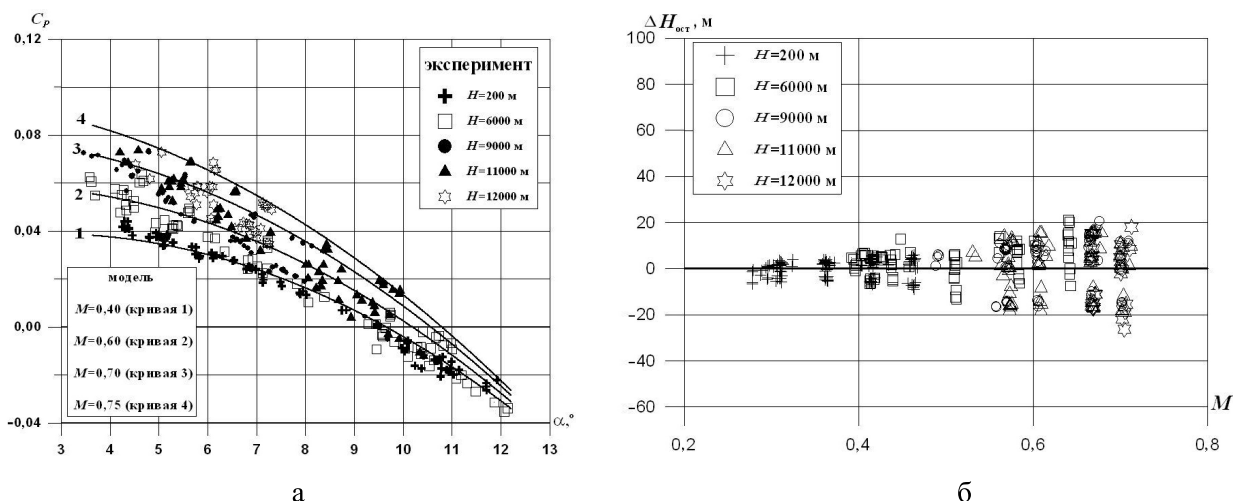 C_P
0,12
0,08
0,04
0,00
-0,04
3 4 5 6 7 8 9 10 11 12 13
α,°
4
3
2
1
эксперимент
H=200 м
H=6000 м
H=9000 м
H=11000 м
H=12000 м
модель
M=0,40 (кривая 1)
M=0,60 (кривая 2)
M=0,70 (кривая 3)
M=0,75 (кривая 4)
а
ΔH_ост, м
100
80
60
40
20
0
-20
-40
-60
0,2 0,4 0,6 0,8
M
H=200 м
H=6000 м
H=9000 м
H=11000 м
H=12000 м
б